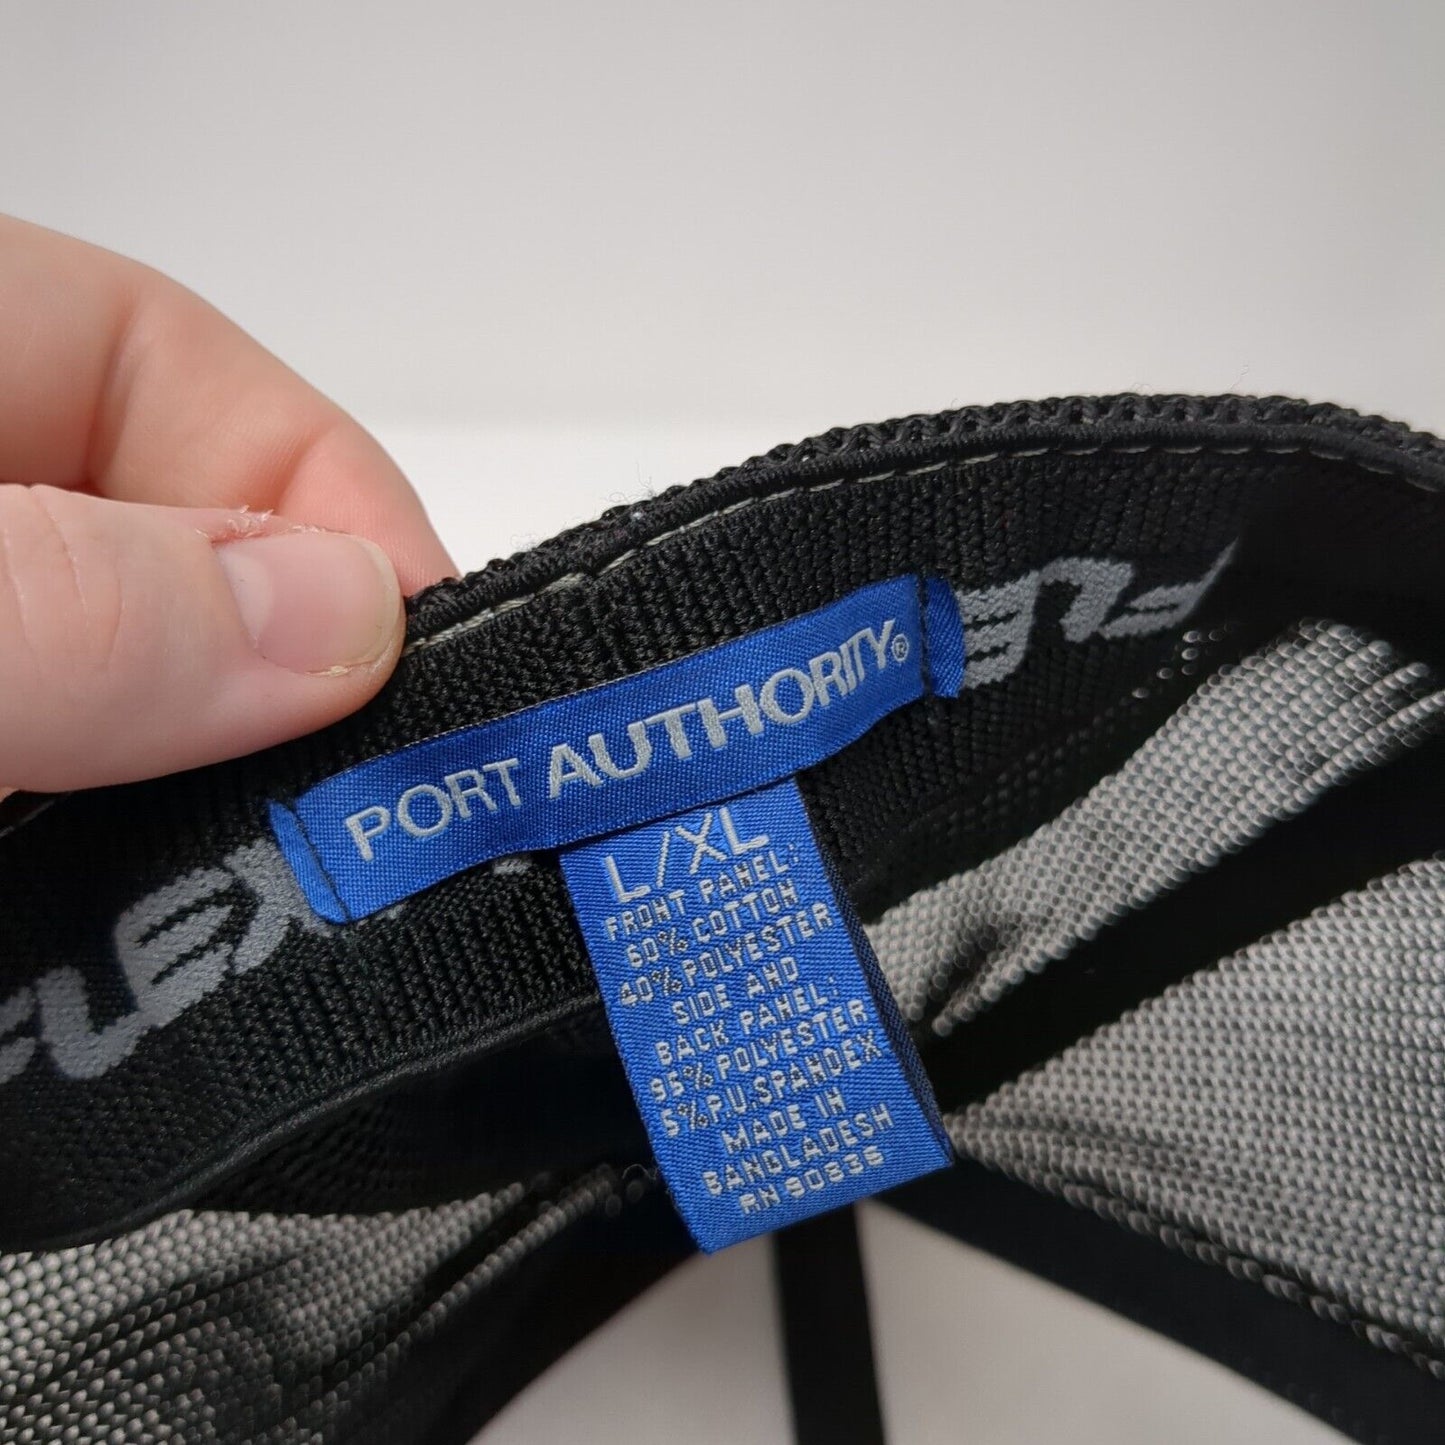 PORT AUTHORITY®
L/XL
FRONT PANEL:
60% COTTON
40% POLYESTER
SIDE AND
BACK PANEL:
95% POLYESTER
5% P.U.SPANDEX
MADE IN
BANGLADESH
RN 90836